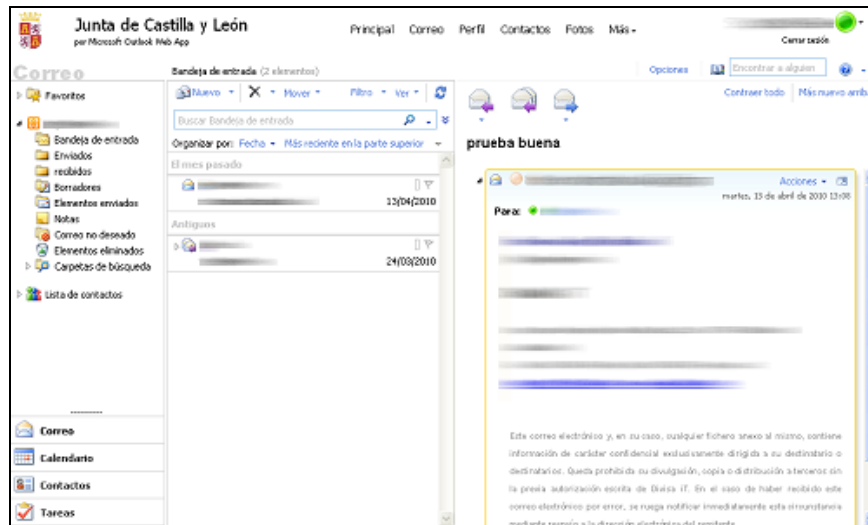 Junta de Castilla y León
por Microsoft Outlook Web App
Principal Correo Perfil Contactos Fotos Más
Cerrar sesión
Correo
Bandeja de entrada (2 elementos)
Opciones
Encontrar a alguien
Favoritos
Bandeja de entrada
Enviados
recibidos
Borradores
Elementos enviados
Notas
Correo no deseado
Elementos eliminados
Carpetas de búsqueda
Lista de contactos
Correo
Calendario
Contactos
Tareas
Nuevo Mover Filtro Ver
Buscar Bandeja de entrada
Organizar por: Fecha Más reciente en la parte superior
El mes pasado
13/04/2010
Antiguos
24/03/2010
Contraer todo Más nuevo arriba
prueba buena
Acciones
martes, 13 de abril de 2010 13:08
Para:
Este correo electrónico y, en su caso, cualquier fichero anexo al mismo, contiene
información de carácter confidencial exclusivamente dirigida a su destinatario o
destinatarios. Queda prohibida su divulgación, copia o distribución a terceros sin
la previa autorización escrita de Divisa iT. En el caso de haber recibido este
correo electrónico por error, se ruega notificar inmediatamente esta circunstancia
mediante reenvío a la dirección electrónica del remitente.